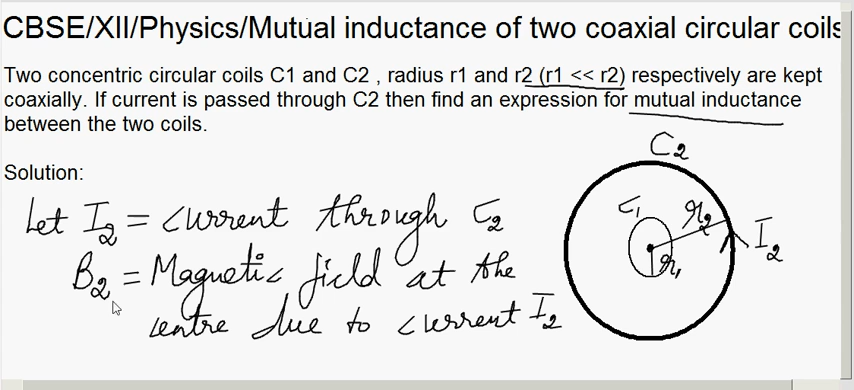 CBSE/XII/Physics/Mutual inductance of two coaxial circular coils
Two concentric circular coils C1 and C2 , radius r1 and r2 (r1 << r2) respectively are kept
coaxially. If current is passed through C2 then find an expression for mutual inductance
between the two coils.
Solution:
Let I2 = current through C2
B2 = Magnetic field at the
centre due to current I2
C2
C1
r2
I2
r1